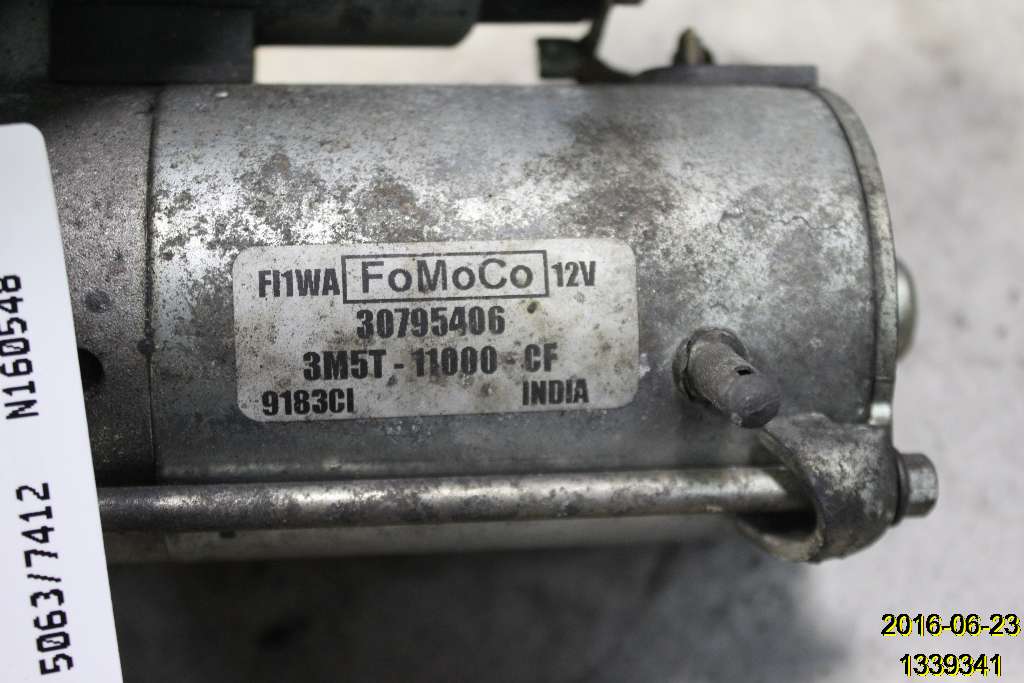 FI1WA FoMoCo 12V
30795406
3M5T - 11000 - CF
9183CI INDIA
5063/7412 N160548
2016-06-23
1339341